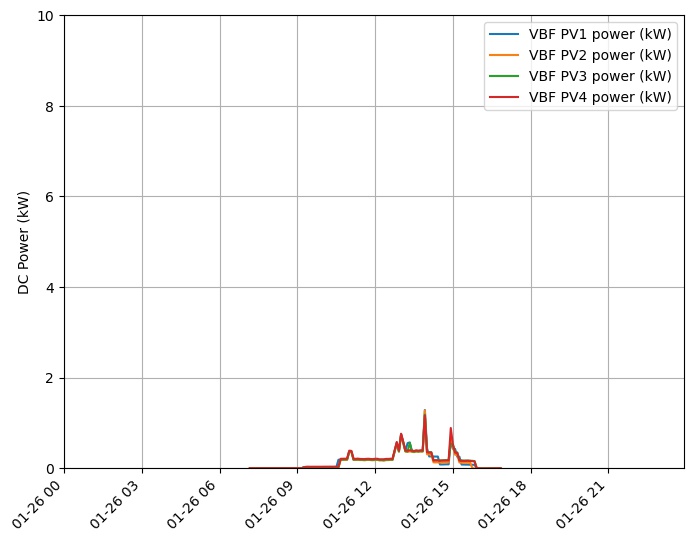 10
8
6
4
2
0
DC Power (kW)
VBF PV1 power (kW)
VBF PV2 power (kW)
VBF PV3 power (kW)
VBF PV4 power (kW)
01-26 00
01-26 03
01-26 06
01-26 09
01-26 12
01-26 15
01-26 18
01-26 21